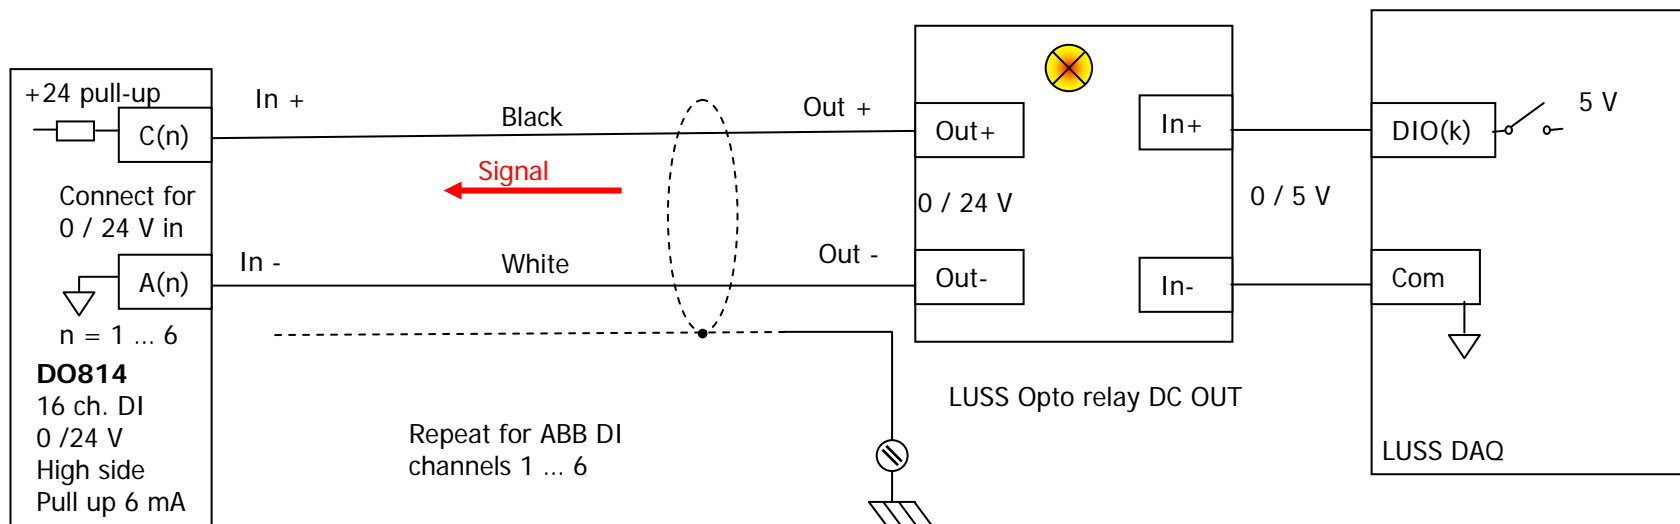 +24 pull-up
C(n)
Connect for
0 / 24 V in
A(n)
n = 1 ... 6
DO814
16 ch. DI
0 /24 V
High side
Pull up 6 mA
In +
Black
Out +
Signal
In -
White
Out -
Repeat for ABB DI
channels 1 ... 6
Out+
In+
0 / 24 V
Out-
In-
LUSS Opto relay DC OUT
0 / 5 V
DIO(k)
5 V
Com
LUSS DAQ